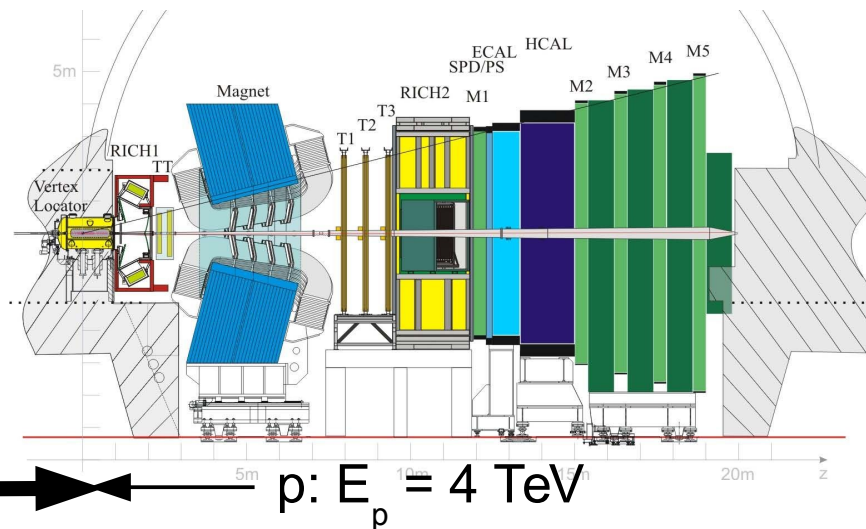 5m
Magnet
RICH1
TT
Vertex
Locator
T1
T2
T3
RICH2
M1
SPD/PS
ECAL
HCAL
M2
M3
M4
M5
5m
10m
15m
20m
z
p: E_p = 4 TeV